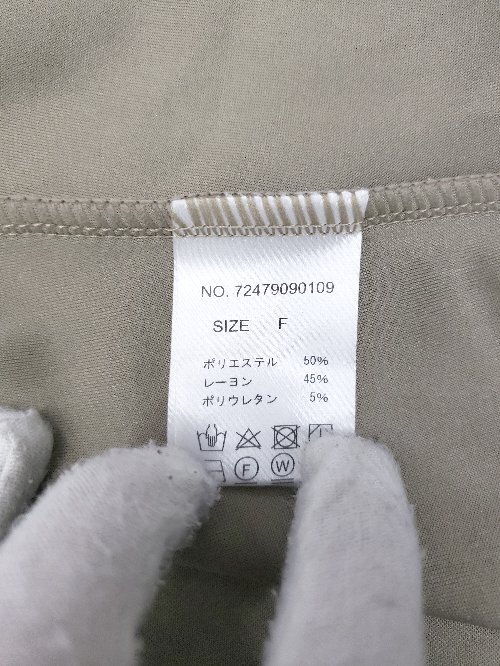 NO. 72479090109
SIZE F
ポリエステル 50%
レーヨン 45%
ポリウレタン 5%
F W